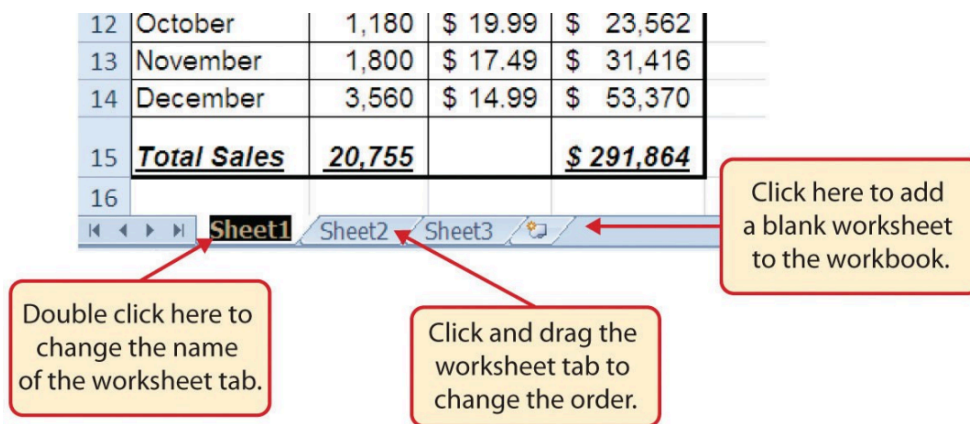 12 October 1,180 $ 19.99 $ 23,562
13 November 1,800 $ 17.49 $ 31,416
14 December 3,560 $ 14.99 $ 53,370
15 Total Sales 20,755 $ 291,864
16
Sheet1 Sheet2 Sheet3
Click here to add
a blank worksheet
to the workbook.
Double click here to
change the name
of the worksheet tab.
Click and drag the
worksheet tab to
change the order.